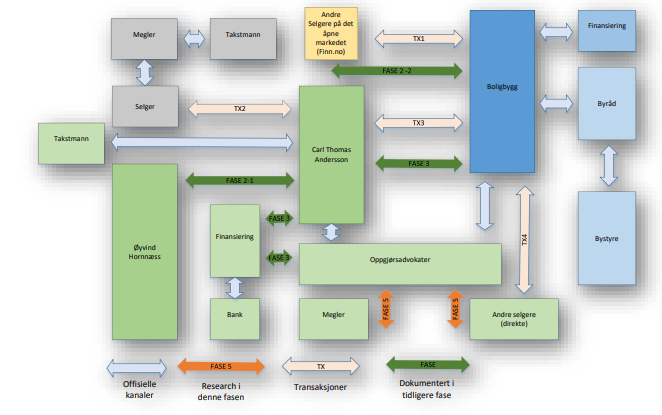 Megler
Takstmann
Andre
Selgere på det
åpne
markedet
(Finn.no)
TX1
Finansiering
FASE 2 -2
Boligbygg
Selger
TX2
Carl Thomas
Andersson
TX3
Byråd
Takstmann
FASE 3
FASE 2-1
Øyvind
Hornnæss
Finansiering
FASE 3
FASE 3
Oppgjørsadvokater
TX4
Bystyre
Bank
Megler
FASE 5
FASE 5
Andre selgere
(direkte)
FASE 5
TX
FASE
Offisielle
kanaler
Research i
denne fasen
Transaksjoner
Dokumentert i
tidligere fase